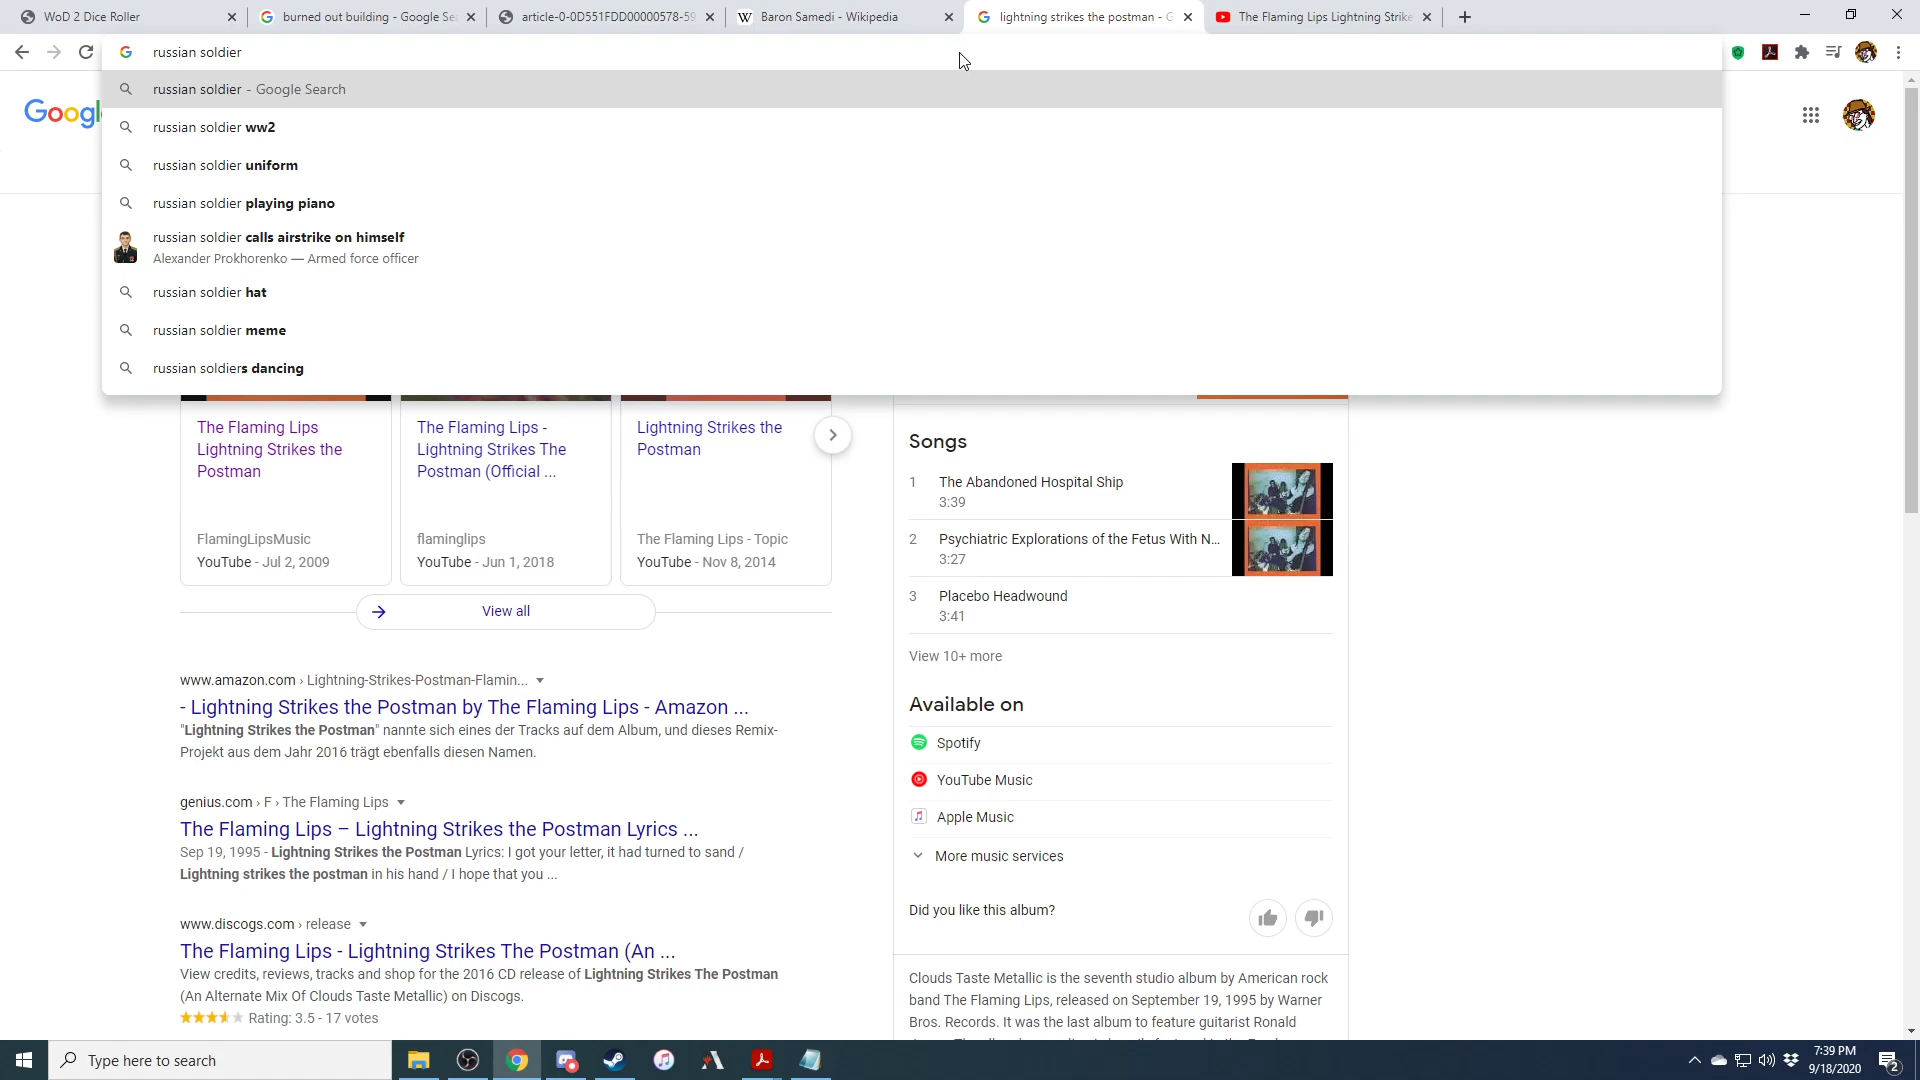 WoD 2 Dice Roller
burned out building - Google Se
article-0-0D551FDD00000578-59
Baron Samedi - Wikipedia
lightning strikes the postman - G
The Flaming Lips Lightning Strike
russian soldier
russian soldier - Google Search
Googl
russian soldier ww2
russian soldier uniform
russian soldier playing piano
russian soldier calls airstrike on himself
Alexander Prokhorenko — Armed force officer
russian soldier hat
russian soldier meme
russian soldiers dancing
The Flaming Lips
Lightning Strikes the
Postman
FlamingLipsMusic
YouTube - Jul 2, 2009
The Flaming Lips -
Lightning Strikes The
Postman (Official ...
flaminglips
YouTube - Jun 1, 2018
Lightning Strikes the
Postman
The Flaming Lips - Topic
YouTube - Nov 8, 2014
View all
www.amazon.com › Lightning-Strikes-Postman-Flamin...
- Lightning Strikes the Postman by The Flaming Lips - Amazon ...
"Lightning Strikes the Postman" nannte sich eines der Tracks auf dem Album, und dieses Remix-
Projekt aus dem Jahr 2016 trägt ebenfalls diesen Namen.
genius.com › F › The Flaming Lips
The Flaming Lips – Lightning Strikes the Postman Lyrics ...
Sep 19, 1995 - Lightning Strikes the Postman Lyrics: I got your letter, it had turned to sand /
Lightning strikes the postman in his hand / I hope that you ...
www.discogs.com › release
The Flaming Lips - Lightning Strikes The Postman (An ...
View credits, reviews, tracks and shop for the 2016 CD release of Lightning Strikes The Postman
(An Alternate Mix Of Clouds Taste Metallic) on Discogs.
Rating: 3.5 - 17 votes
Songs
1 The Abandoned Hospital Ship
3:39
2 Psychiatric Explorations of the Fetus With N...
3:27
3 Placebo Headwound
3:41
View 10+ more
Available on
Spotify
YouTube Music
Apple Music
More music services
Did you like this album?
Clouds Taste Metallic is the seventh studio album by American rock
band The Flaming Lips, released on September 19, 1995 by Warner
Bros. Records. It was the last album to feature guitarist Ronald
Type here to search
7:39 PM
9/18/2020
2